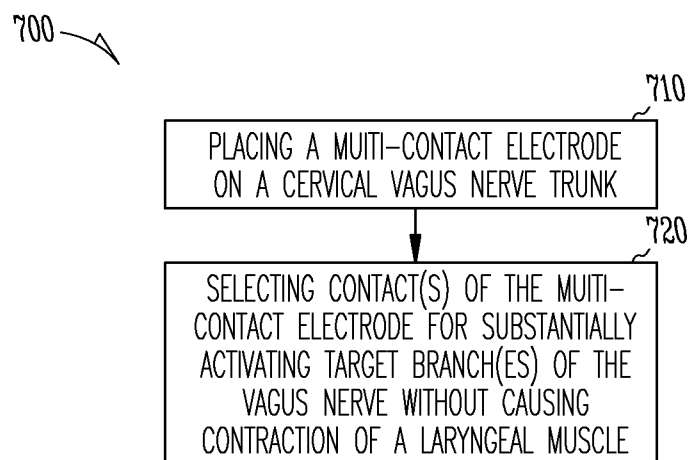 700
710
PLACING A MUITI-CONTACT ELECTRODE
ON A CERVICAL VAGUS NERVE TRUNK
720
SELECTING CONTACT(S) OF THE MUITI-
CONTACT ELECTRODE FOR SUBSTANTIALLY
ACTIVATING TARGET BRANCH(ES) OF THE
VAGUS NERVE WITHOUT CAUSING
CONTRACTION OF A LARYNGEAL MUSCLE